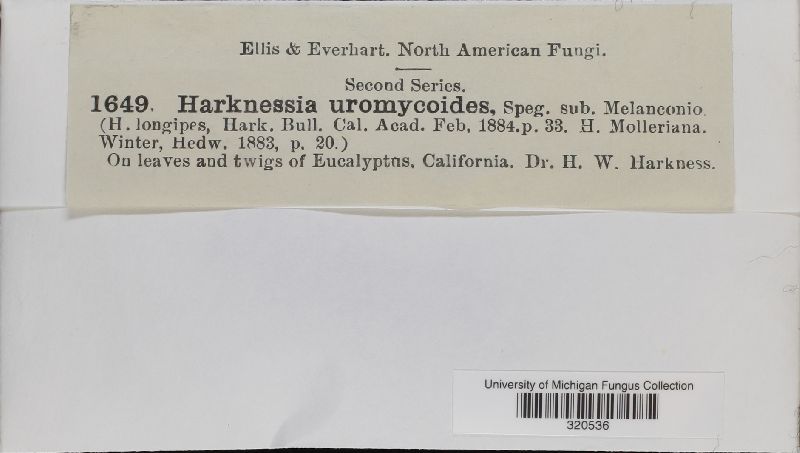 Ellis & Everhart. North American Fungi.
Second Series.
1649. Harknessia uromycoides, Speg. sub. Melanconio.
(H. longipes, Hark. Bull. Cal. Acad. Feb, 1884.p. 33. H. Molleriana.
Winter, Hedw. 1883, p. 20.)
On leaves and twigs of Eucalyptus, California. Dr. H. W. Harkness.
University of Michigan Fungus Collection
320536